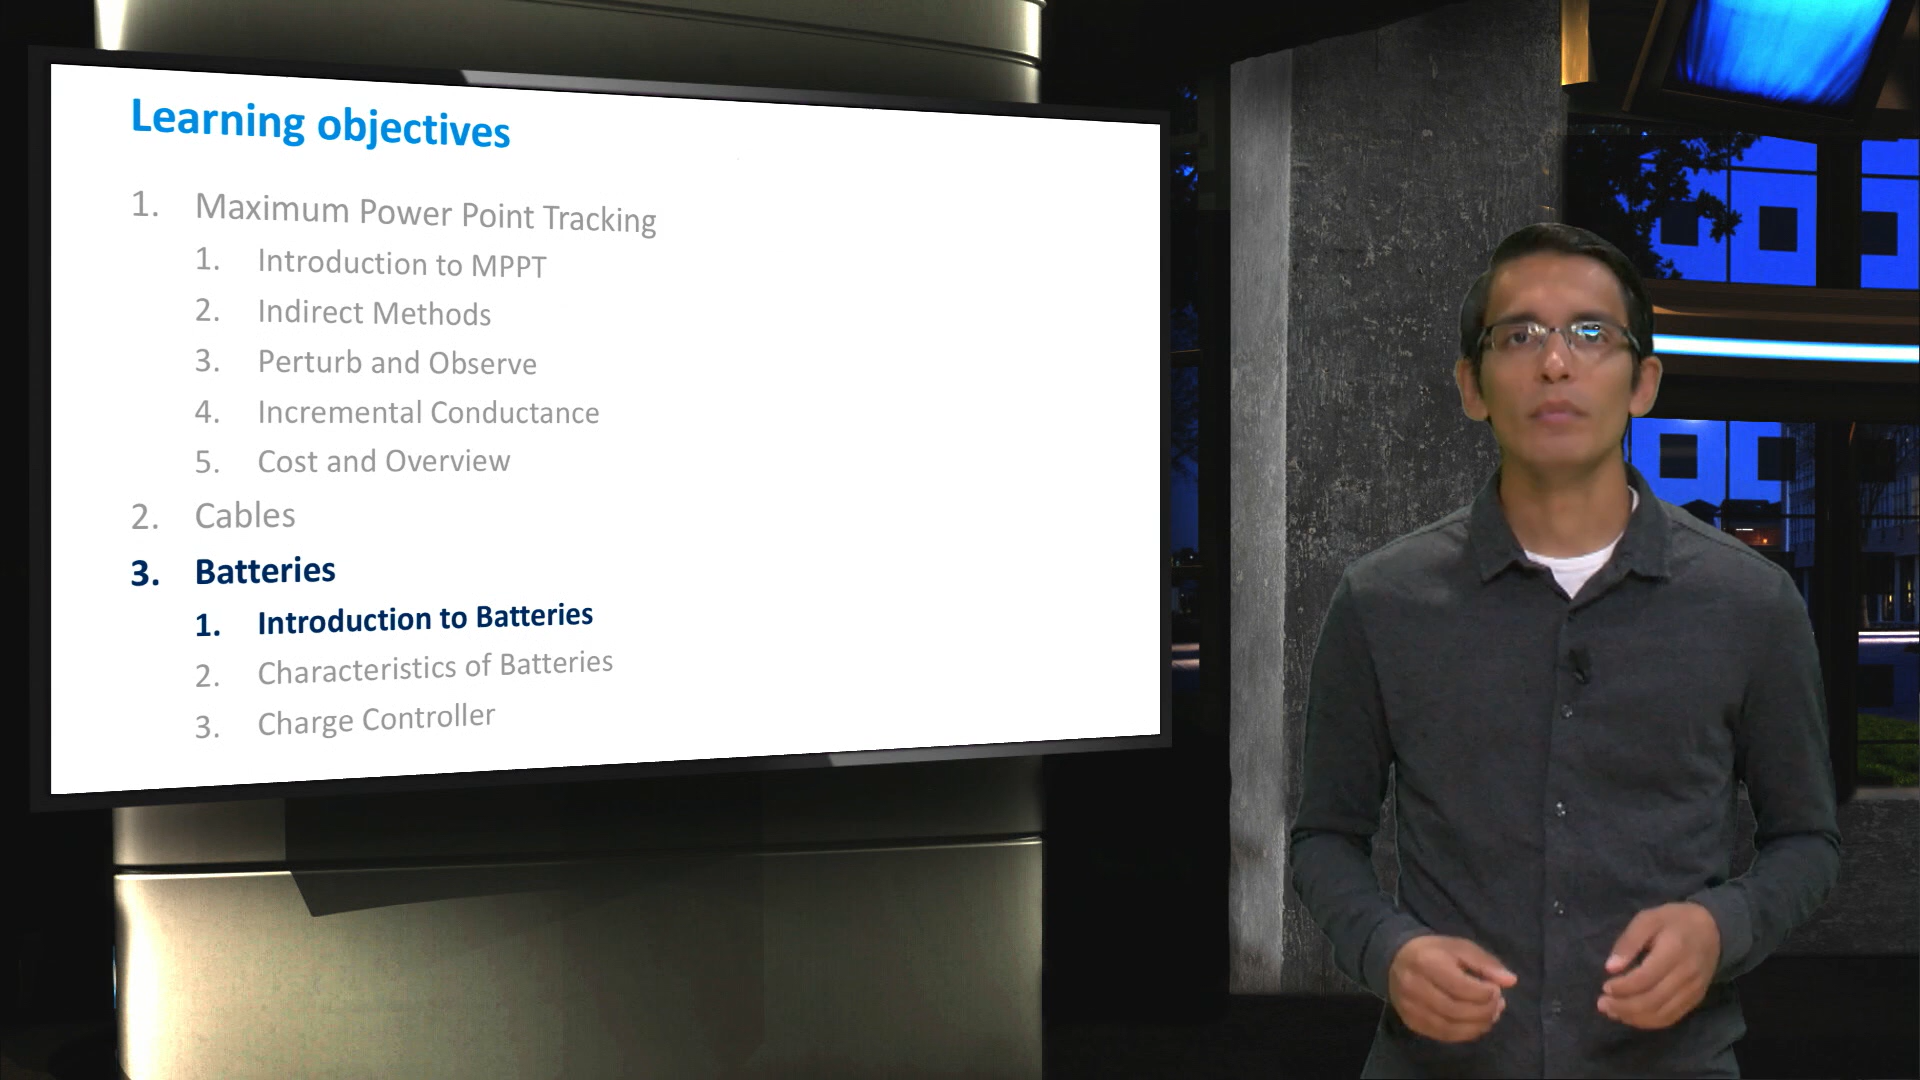 Learning objectives
1. Maximum Power Point Tracking
1. Introduction to MPPT
2. Indirect Methods
3. Perturb and Observe
4. Incremental Conductance
5. Cost and Overview
2. Cables
3. Batteries
1. Introduction to Batteries
2. Characteristics of Batteries
3. Charge Controller